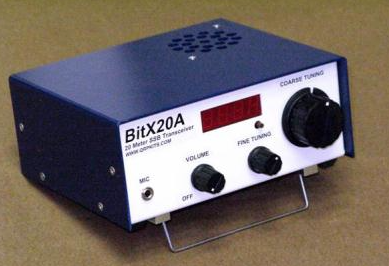 BitX20A
20 Meter SSB Transceiver
WWW.QRPKITS.COM
COARSE TUNING
FINE TUNING
VOLUME
MIC
OFF